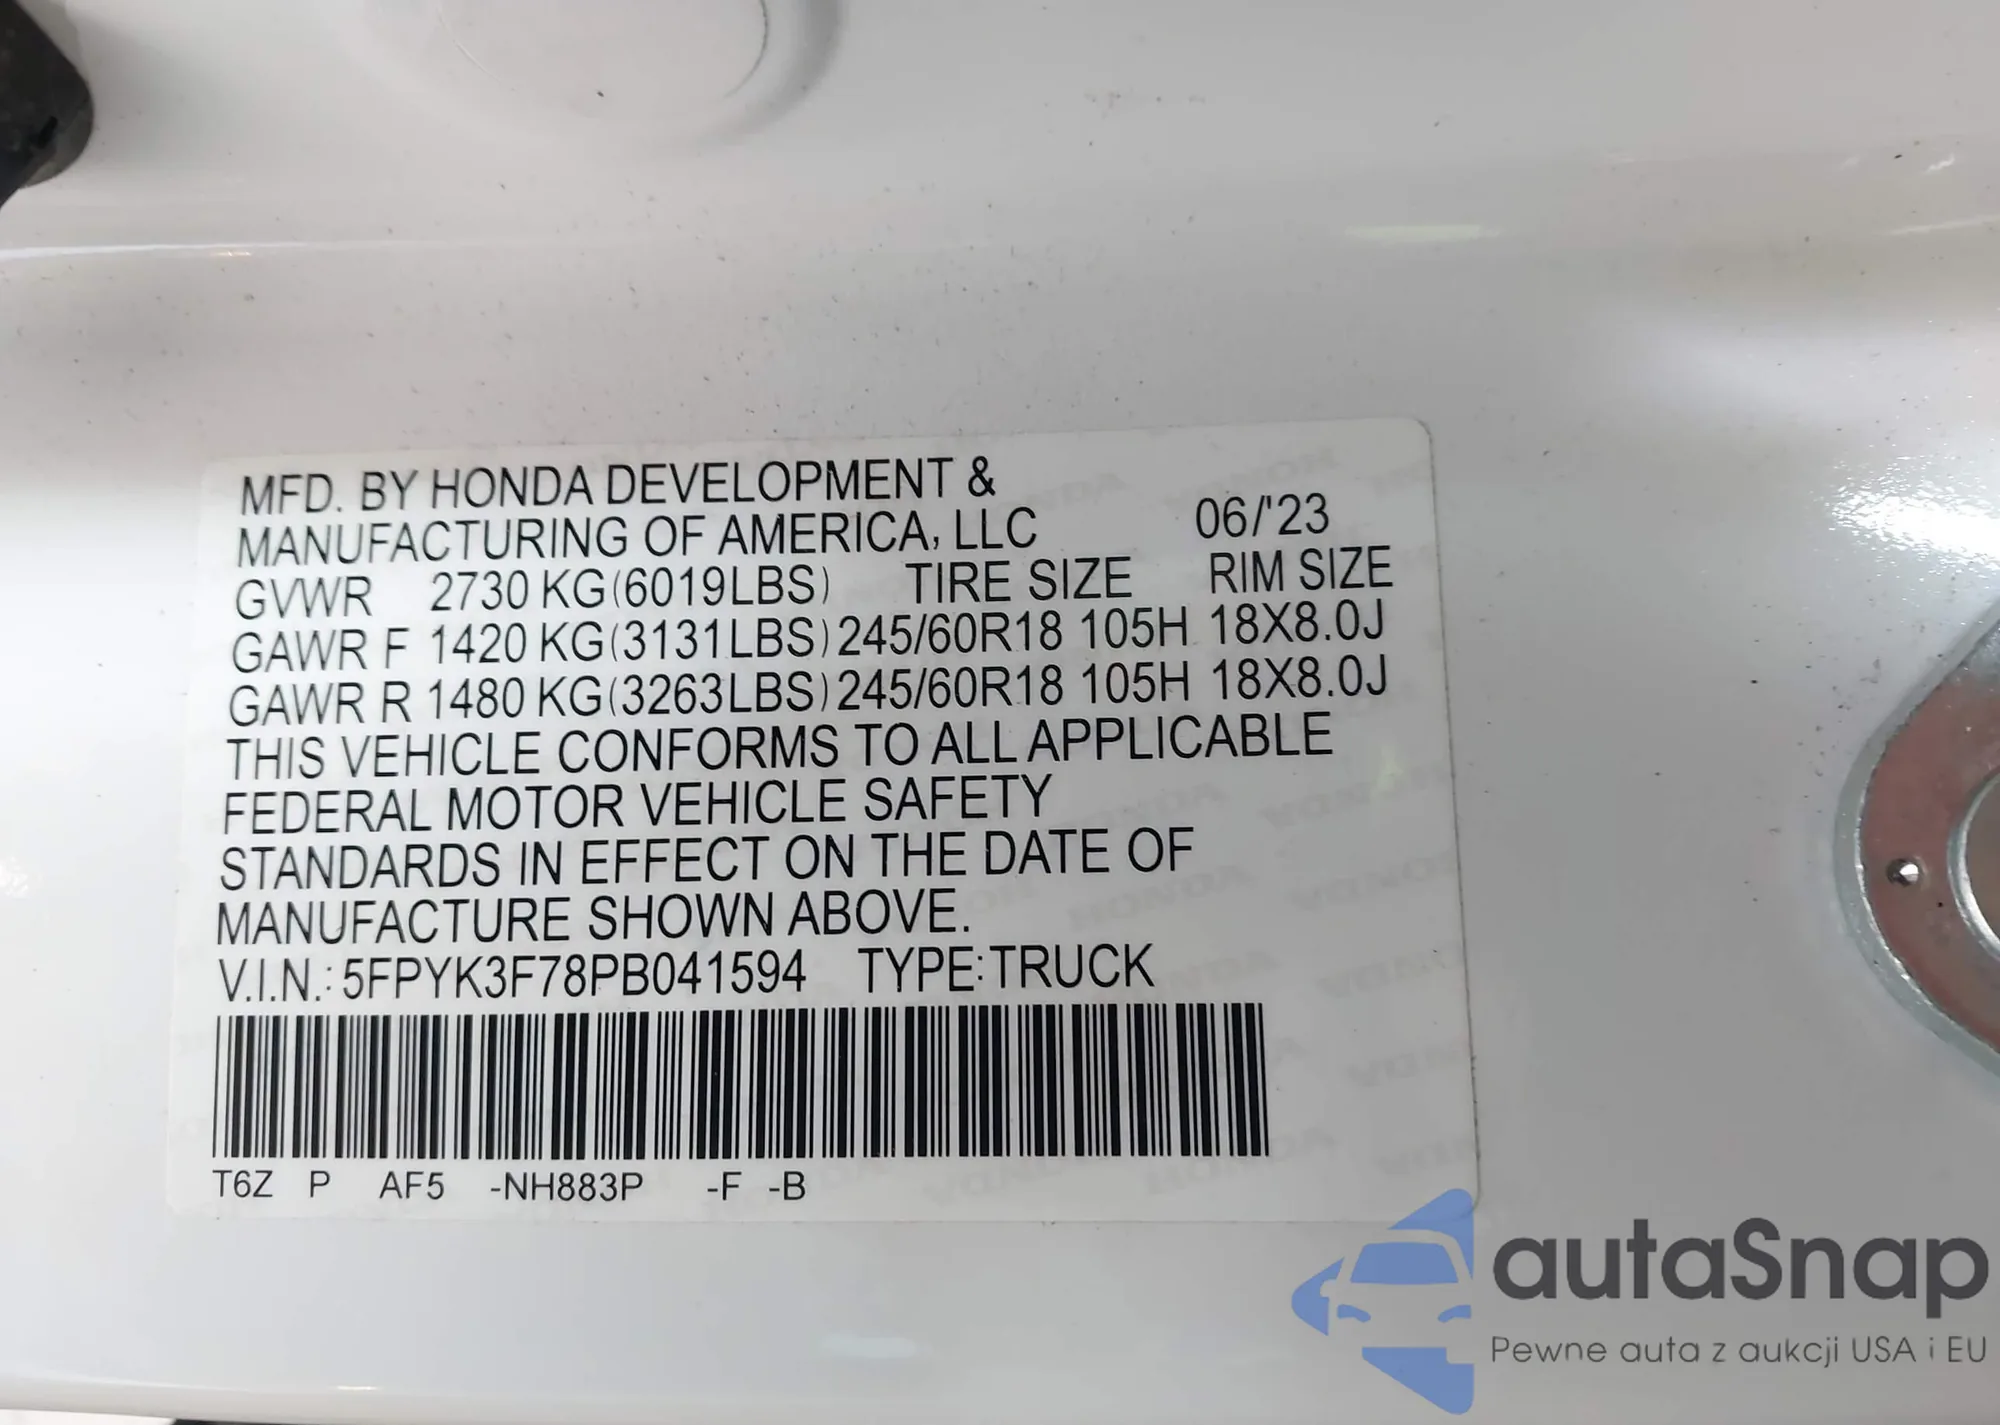 MFD. BY HONDA DEVELOPMENT &
MANUFACTURING OF AMERICA, LLC 06/'23
GVWR 2730 KG(6019LBS) TIRE SIZE RIM SIZE
GAWR F 1420 KG(3131LBS) 245/60R18 105H 18X8.0J
GAWR R 1480 KG(3263LBS) 245/60R18 105H 18X8.0J
THIS VEHICLE CONFORMS TO ALL APPLICABLE
FEDERAL MOTOR VEHICLE SAFETY
STANDARDS IN EFFECT ON THE DATE OF
MANUFACTURE SHOWN ABOVE.
V.I.N.: 5FPYK3F78PB041594 TYPE: TRUCK
T6Z P AF5 -NH883P -F -B
autaSnap
Pewne auta z aukcji USA i EU